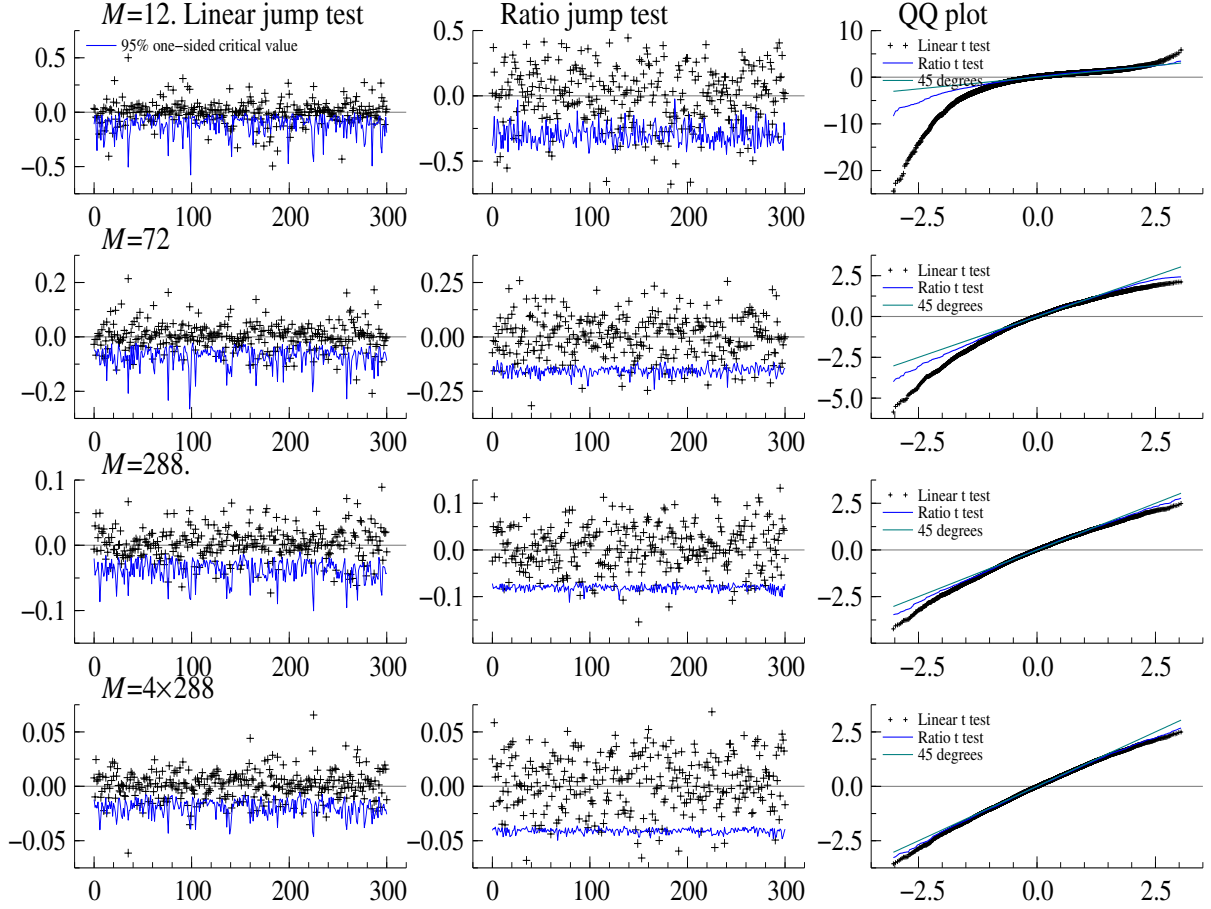 M=12. Linear jump test
Ratio jump test
QQ plot
0.5
0.0
−0.5
95% one−sided critical value
0 100 200 300
0.5
0.0
−0.5
0 100 200 300
10
0
−10
−20
Linear t test
Ratio t test
45 degrees
−2.5 0.0 2.5
M=72
0.2
0.0
−0.2
0 100 200 300
0.25
0.00
−0.25
0 100 200 300
2.5
0.0
−2.5
−5.0
Linear t test
Ratio t test
45 degrees
−2.5 0.0 2.5
M=288.
0.1
0.0
−0.1
0 100 200 300
0.1
0.0
−0.1
0 100 200 300
2.5
0.0
−2.5
Linear t test
Ratio t test
45 degrees
−2.5 0.0 2.5
M=4×288
0.05
0.00
−0.05
0 100 200 300
0.05
0.00
−0.05
0 100 200 300
2.5
0.0
−2.5
Linear t test
Ratio t test
45 degrees
−2.5 0.0 2.5